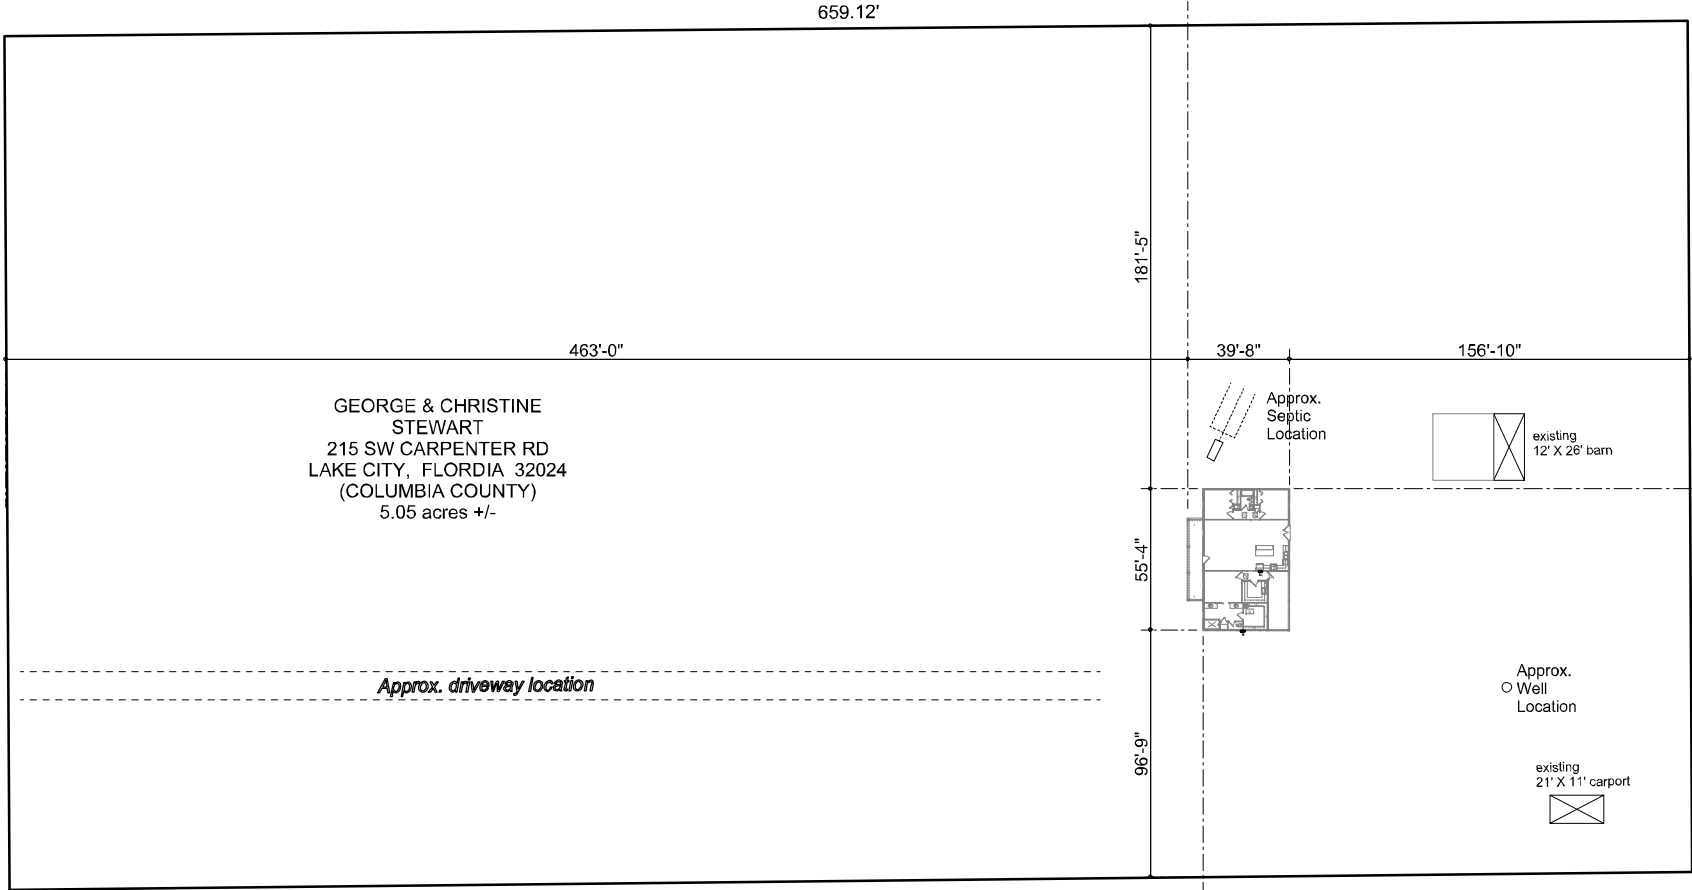 659.12'
181'-5"
463'-0"
39'-8"
156'-10"
GEORGE & CHRISTINE
STEWART
215 SW CARPENTER RD
LAKE CITY, FLORDIA 32024
(COLUMBIA COUNTY)
5.05 acres +/-
Approx.
Septic
Location
existing
12' X 26' barn
55'-4"
Approx. driveway location
Approx.
Well
Location
96'-9"
existing
21' X 11' carport